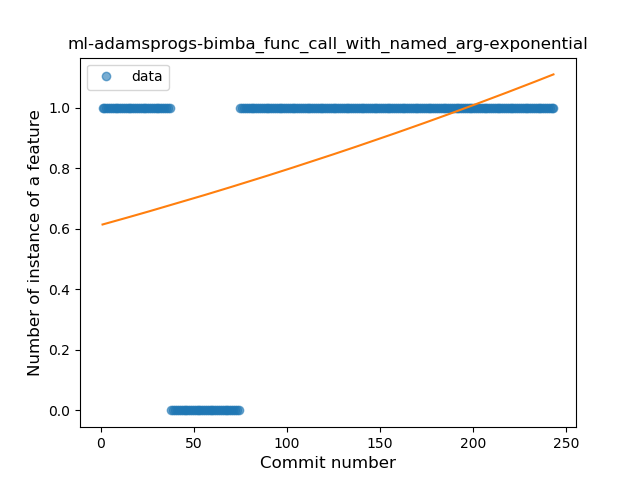 ml-adamsprogs-bimba_func_call_with_named_arg-exponential
data
Number of instance of a feature
1.0
0.8
0.6
0.4
0.2
0.0
0 50 100 150 200 250
Commit number